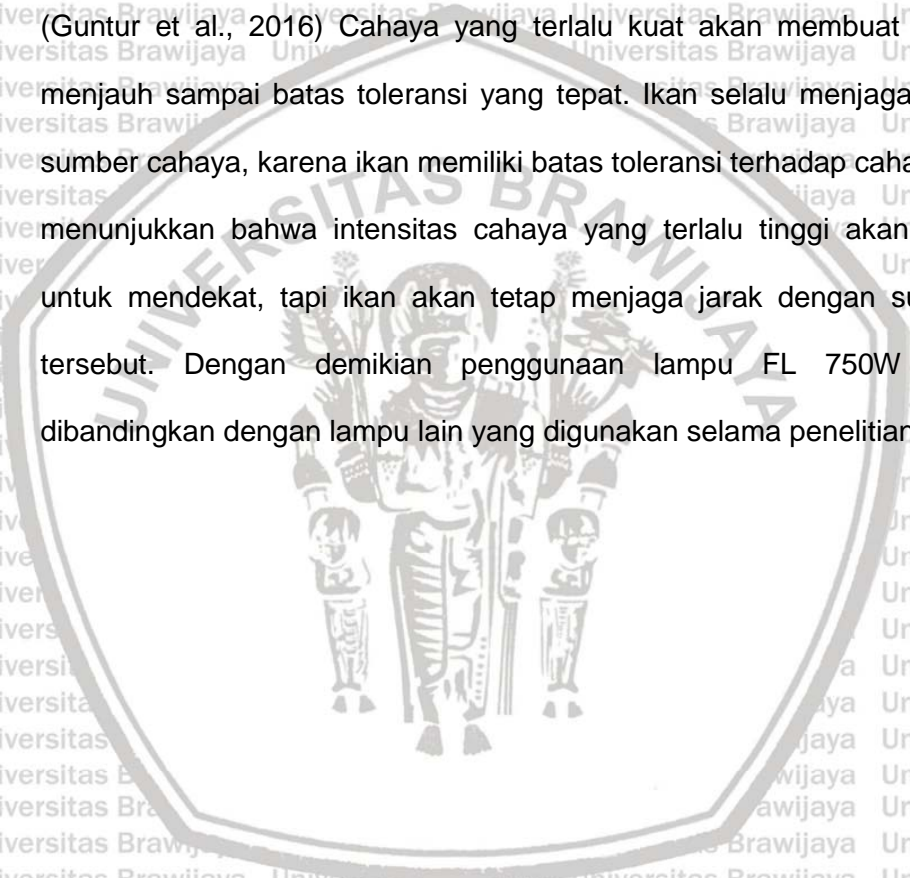 (Guntur et al., 2016) Cahaya yang terlalu kuat akan membuat
menjauh sampai batas toleransi yang tepat. Ikan selalu menjaga
sumber cahaya, karena ikan memiliki batas toleransi terhadap
menunjukkan bahwa intensitas cahaya yang terlalu tinggi akan
untuk mendekat, tapi ikan akan tetap menjaga jarak dengan
tersebut. Dengan demikian penggunaan lampu FL 750W
dibandingkan dengan lampu lain yang digunakan selama penelitian
UNIVERSITAS BRAWIJAYA